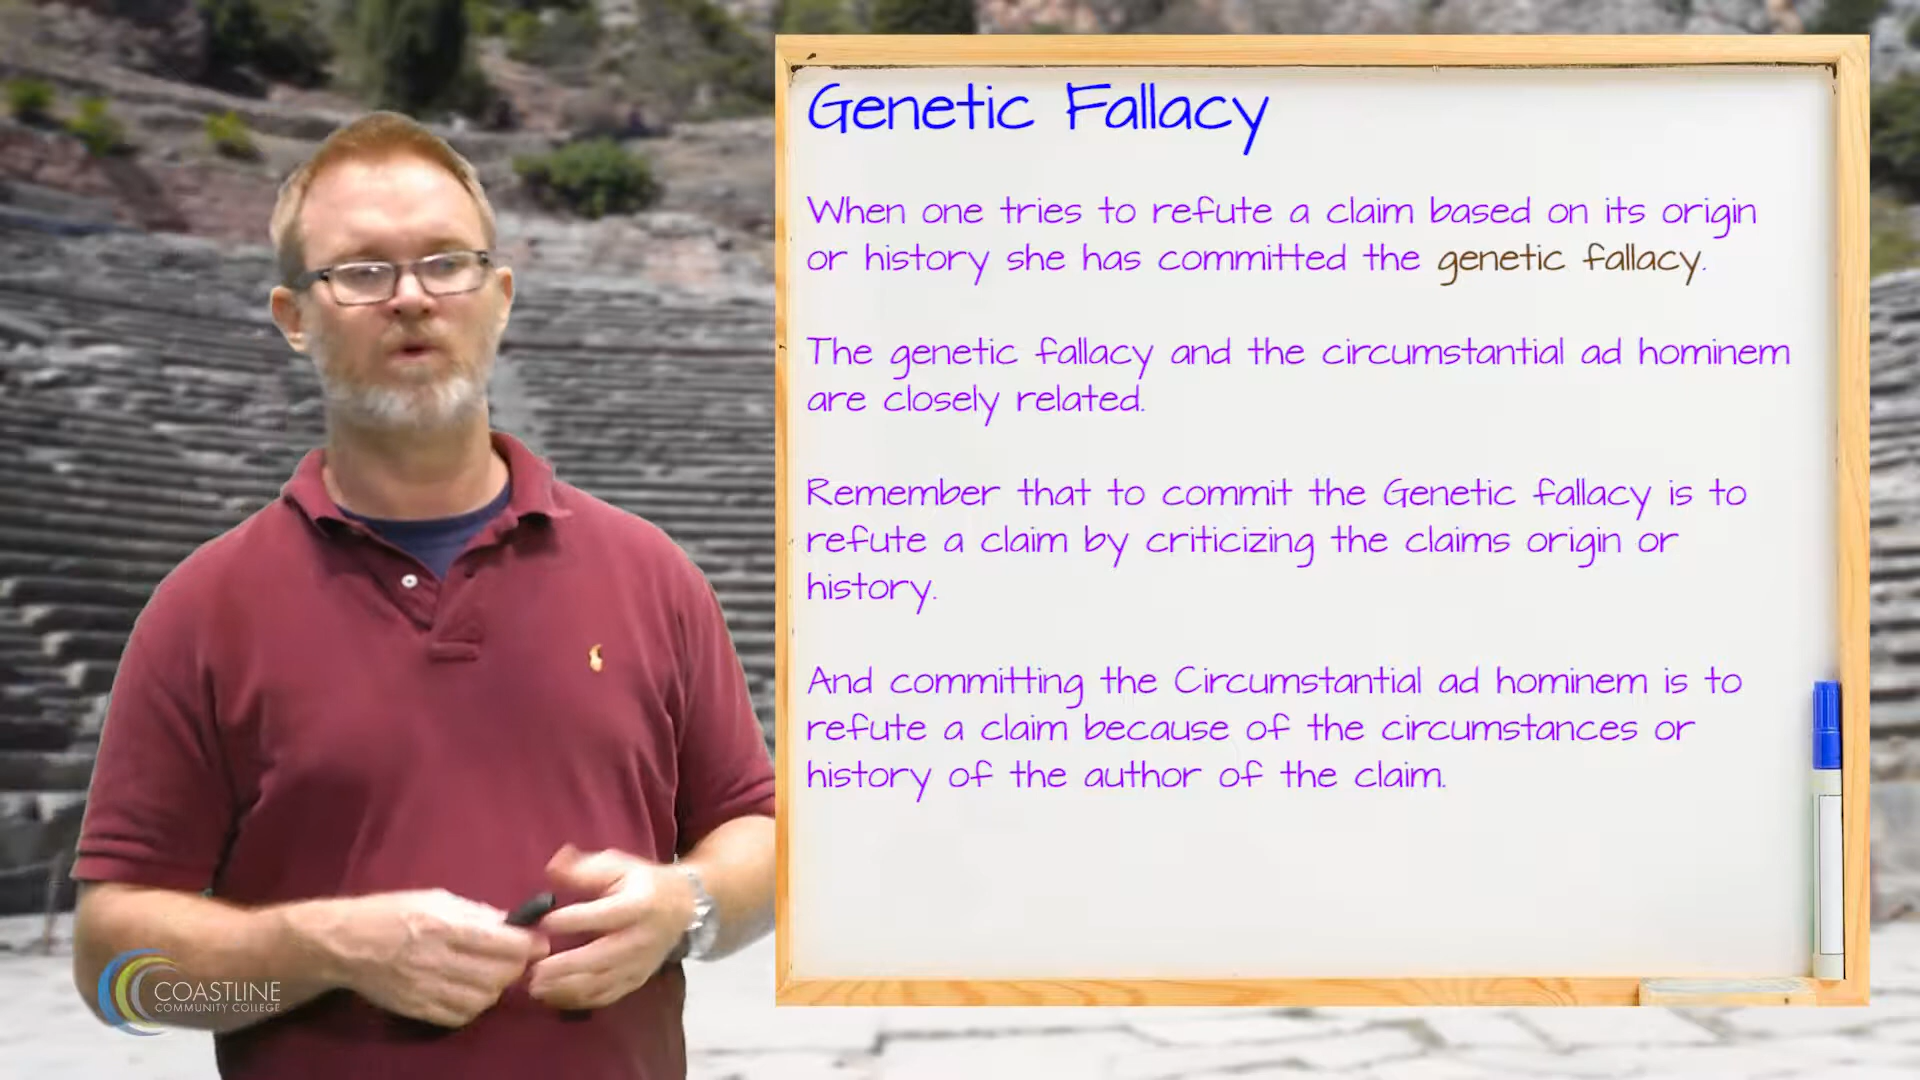 Genetic Fallacy
When one tries to refute a claim based on its origin
or history she has committed the genetic fallacy.
The genetic fallacy and the circumstantial ad hominem
are closely related.
Remember that to commit the Genetic fallacy is to
refute a claim by criticizing the claims origin or
history.
And committing the Circumstantial ad hominem is to
refute a claim because of the circumstances or
history of the author of the claim.
COASTLINE
COMMUNITY COLLEGE